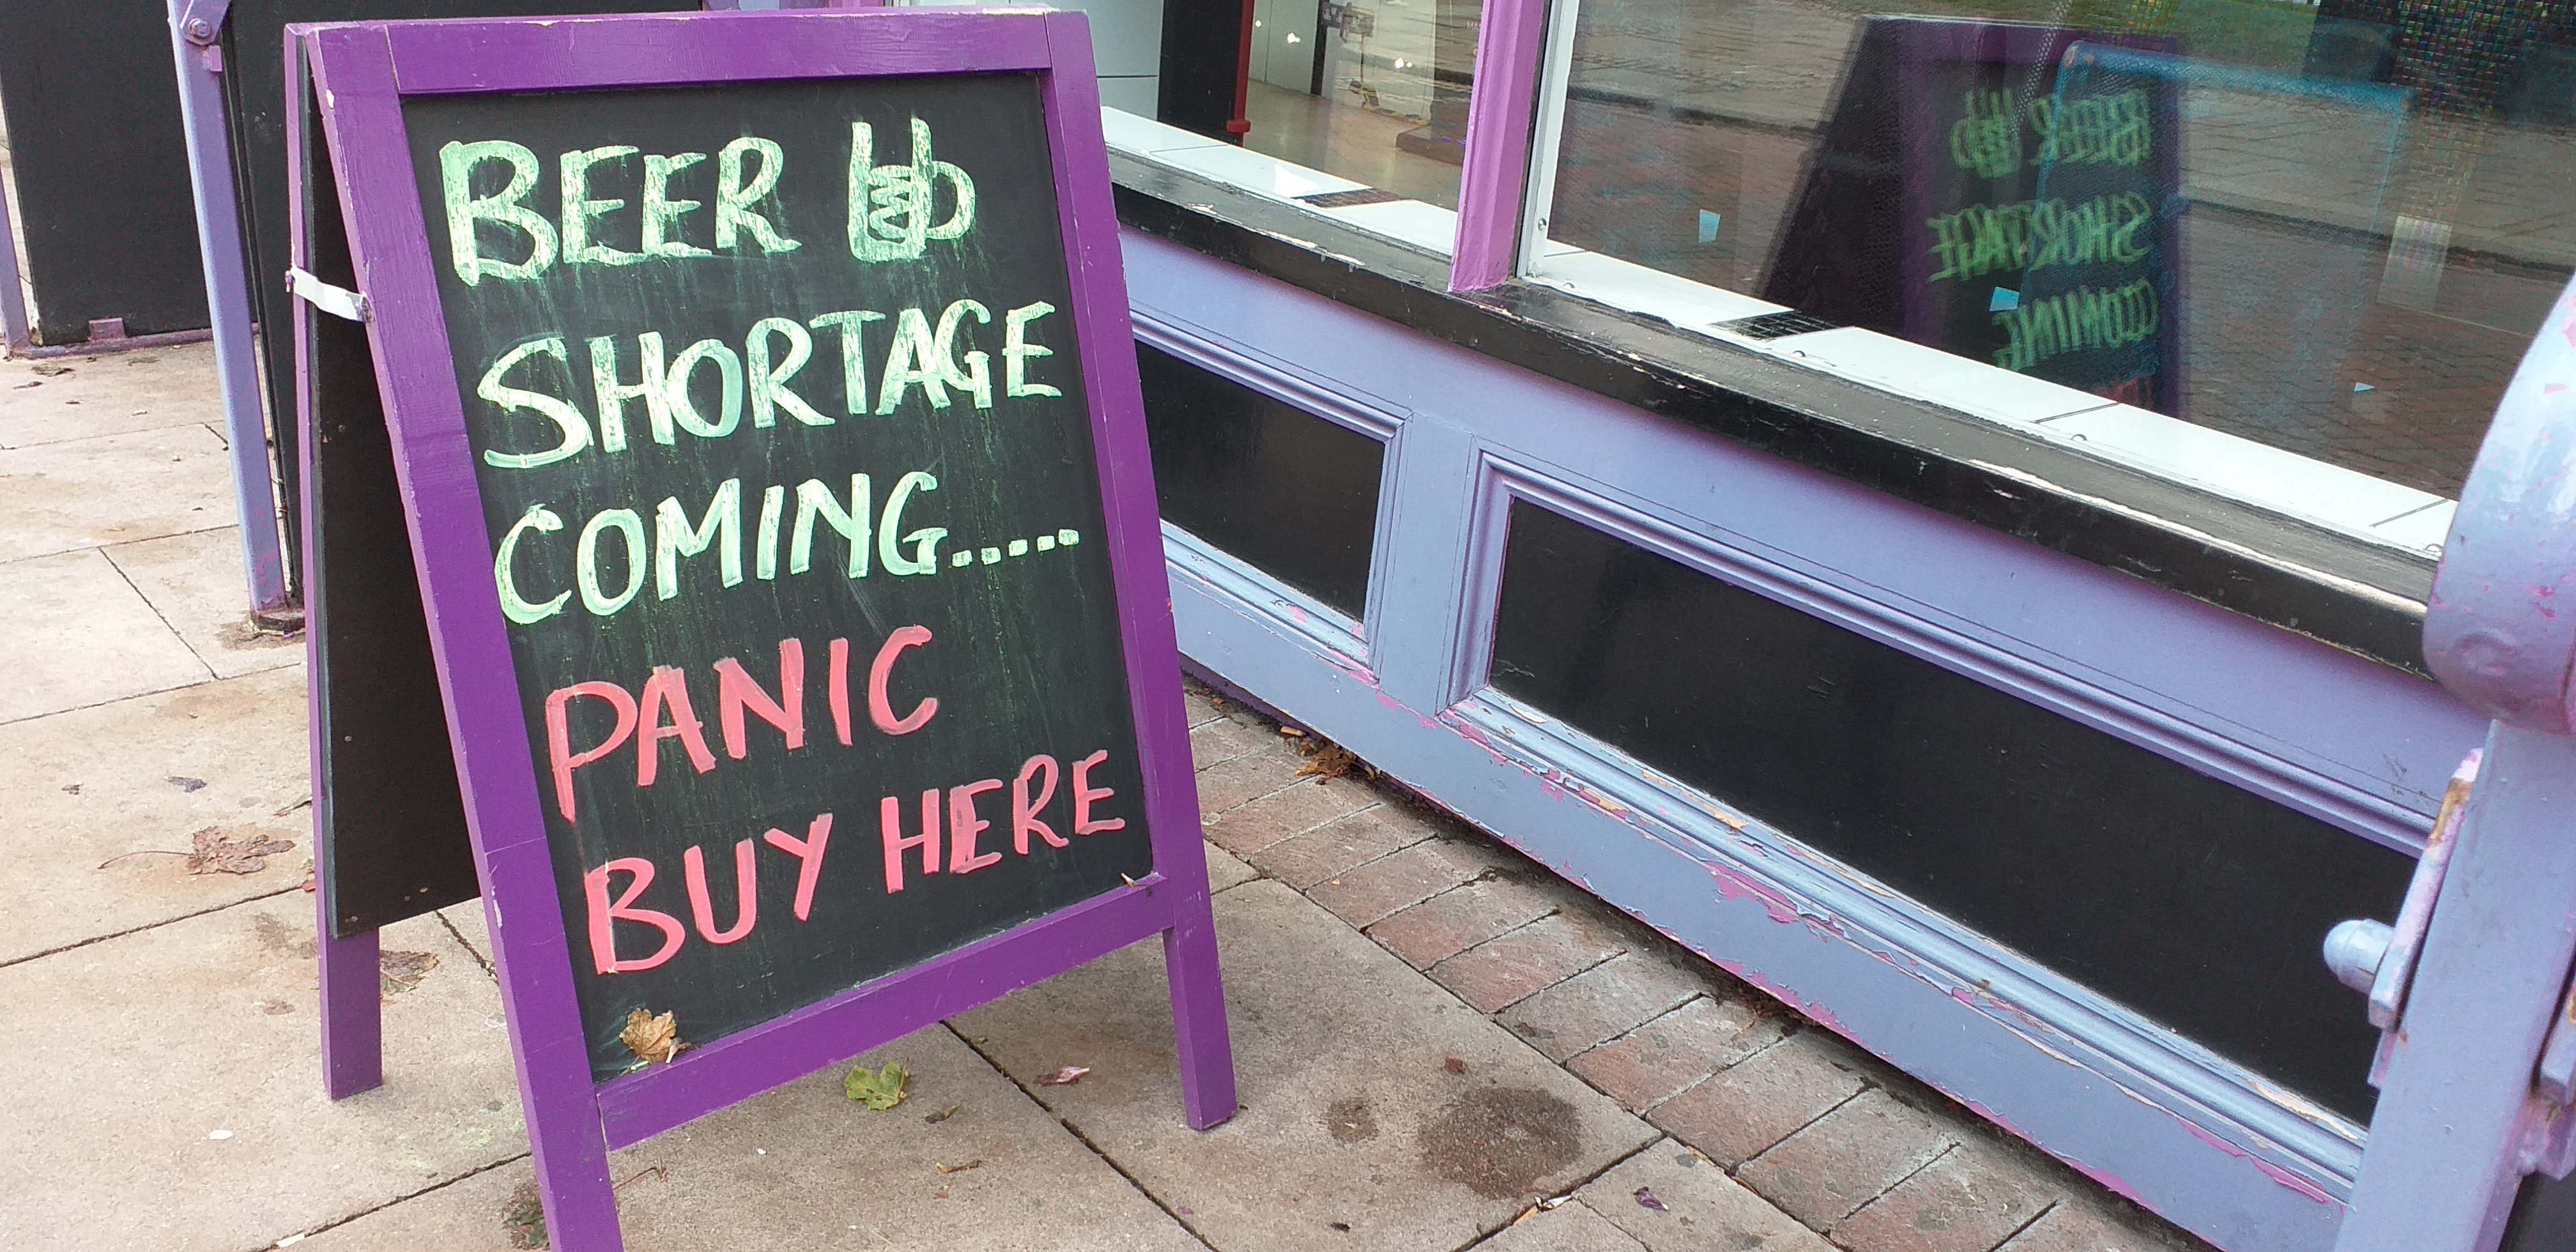 BEER
SHORTAGE
COMING.....
PANIC
BUY HERE